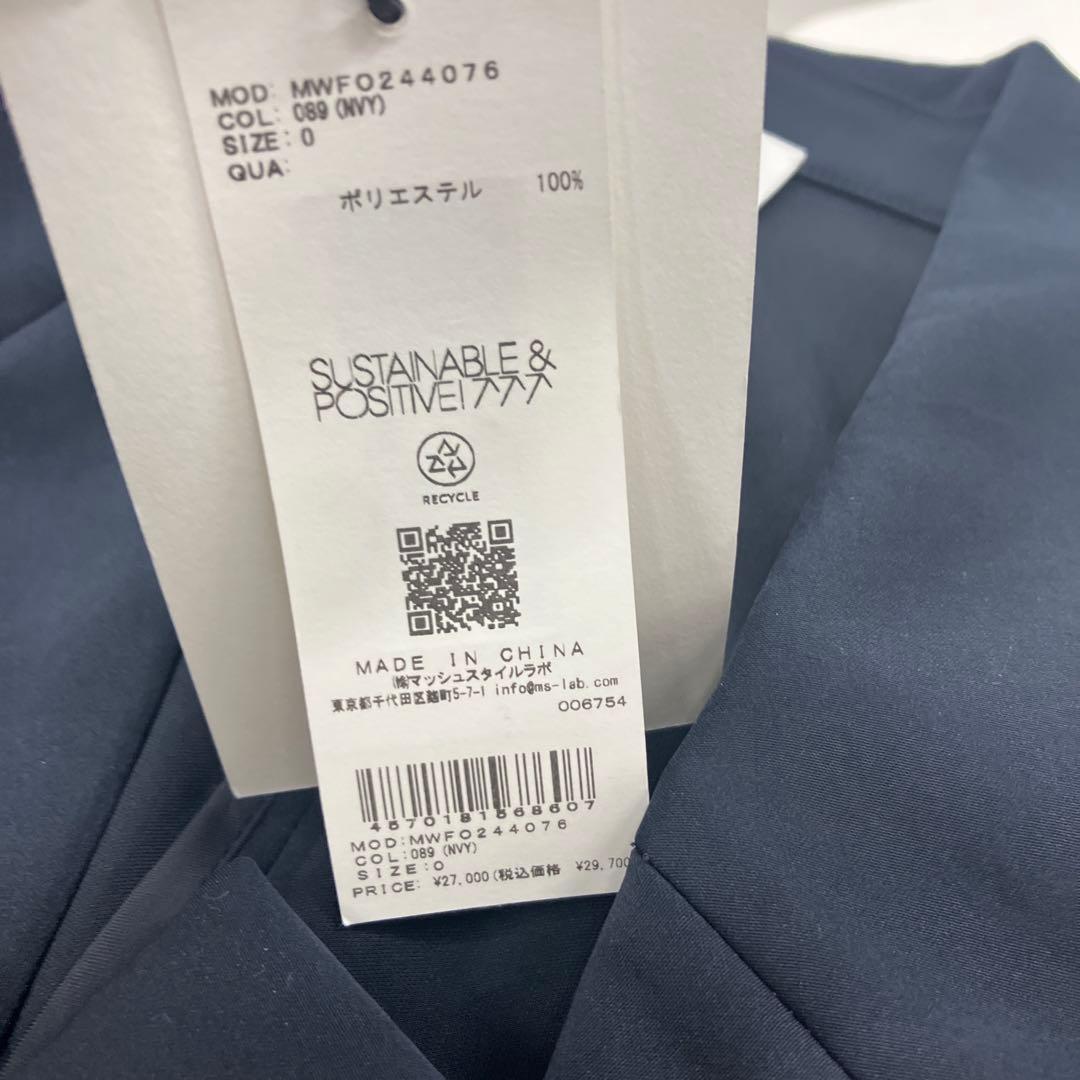 MOD: MWFO244076
COL: 089 (NVY)
SIZE: 0
QUA:
ポリエステル 100%
SUSTAINABLE &
POSITIVE!
RECYCLE
MADE IN CHINA
㈱マッシュスタイルラボ
東京都千代田区麹町5-7-1 info@ms-lab.com
006754
4570181568607
MOD:MWFO244076
COL:089 (NVY)
SIZE:0
PRICE: ¥27,000(税込価格 ¥29,700